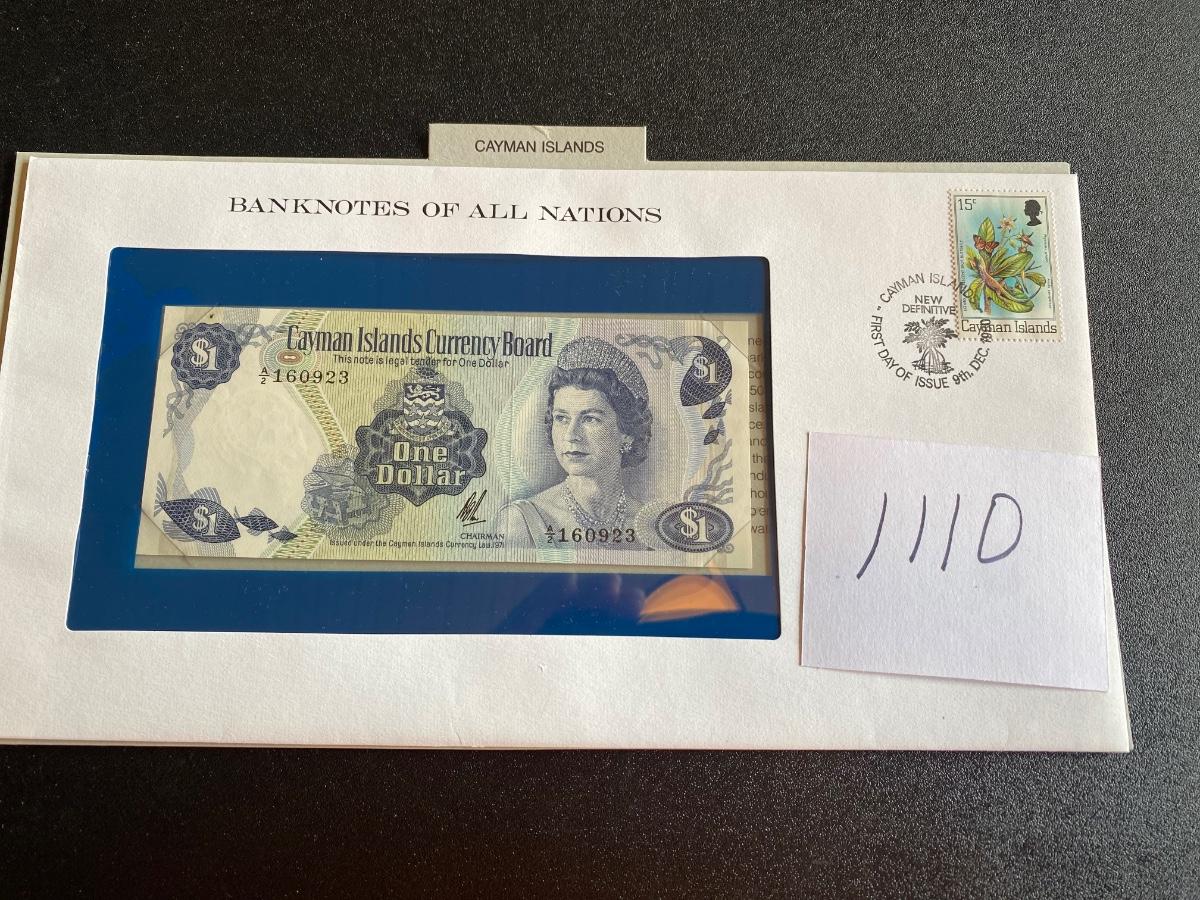 CAYMAN ISLANDS
BANKNOTES OF ALL NATIONS
15c
Cayman Islands
CAYMAN ISLANDS
NEW
DEFINITIVE
FIRST DAY OF ISSUE 9th. DEC. 1980
$1
Cayman Islands Currency Board
This note is legal tender for One Dollar
$1
A/2 160923
One
Dollar
$1
CHAIRMAN
A/2 160923
$1
Issued under the Cayman Islands Currency Law, 1971
1110